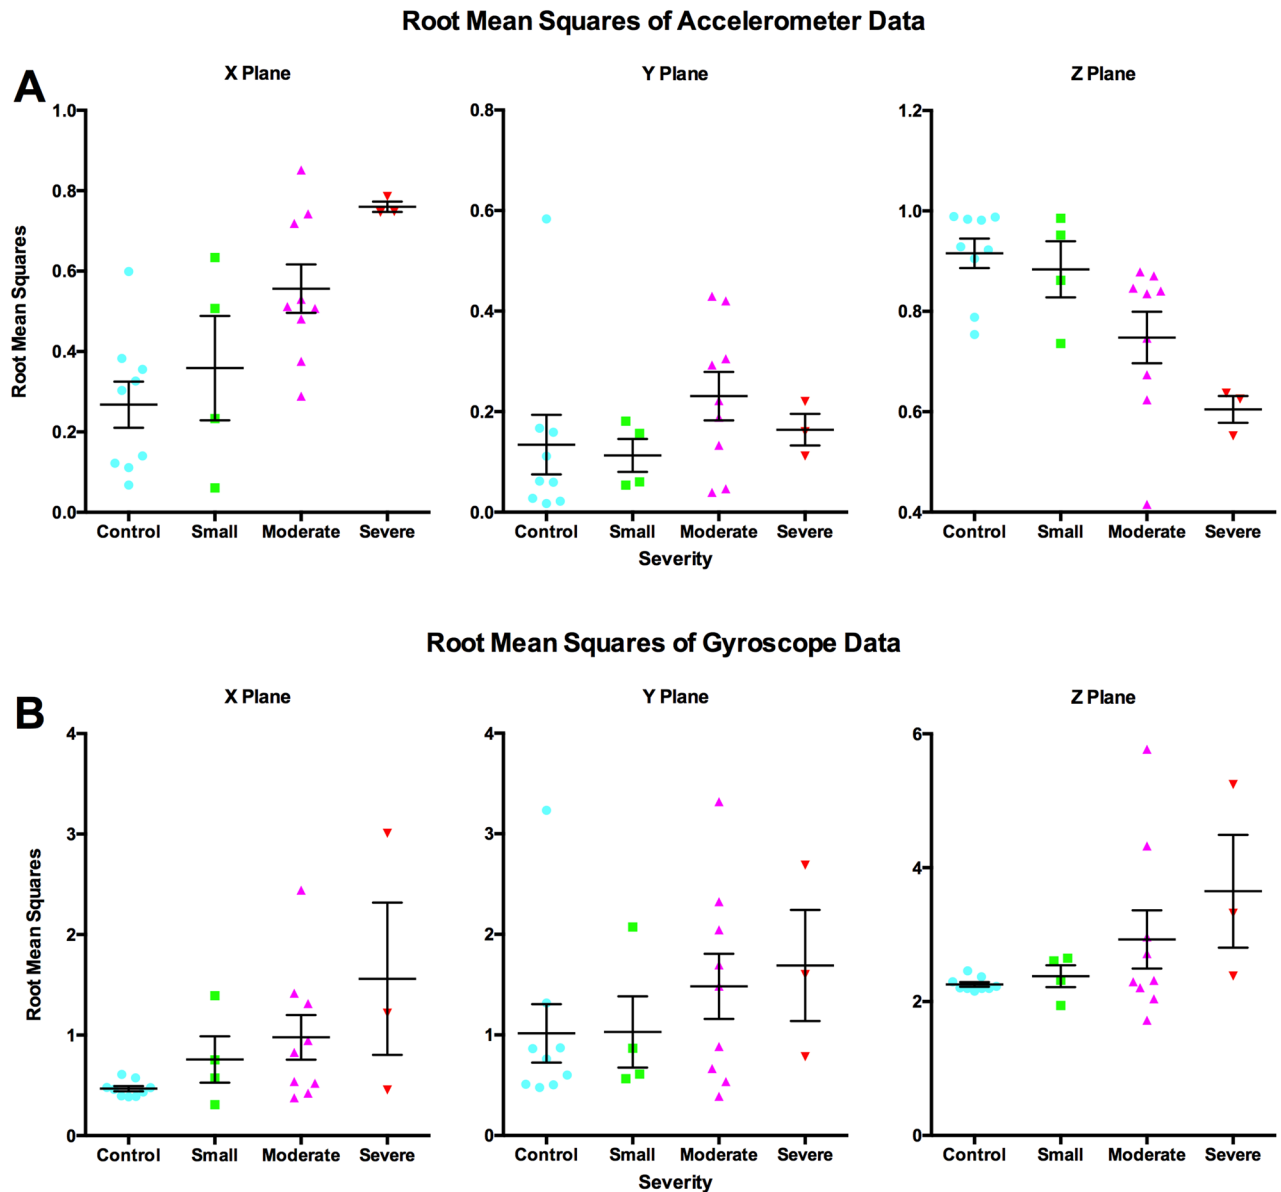 Root Mean Squares of Accelerometer Data
A
X Plane
Y Plane
Z Plane
Root Mean Squares
1.0
0.8
0.6
0.4
0.2
0.0
Control Small Moderate Severe
0.8
0.6
0.4
0.2
0.0
Control Small Moderate Severe
Severity
1.2
1.0
0.8
0.6
0.4
Control Small Moderate Severe
Root Mean Squares of Gyroscope Data
B
X Plane
Y Plane
Z Plane
Root Mean Squares
4
3
2
1
0
Control Small Moderate Severe
4
3
2
1
0
Control Small Moderate Severe
Severity
6
4
2
0
Control Small Moderate Severe